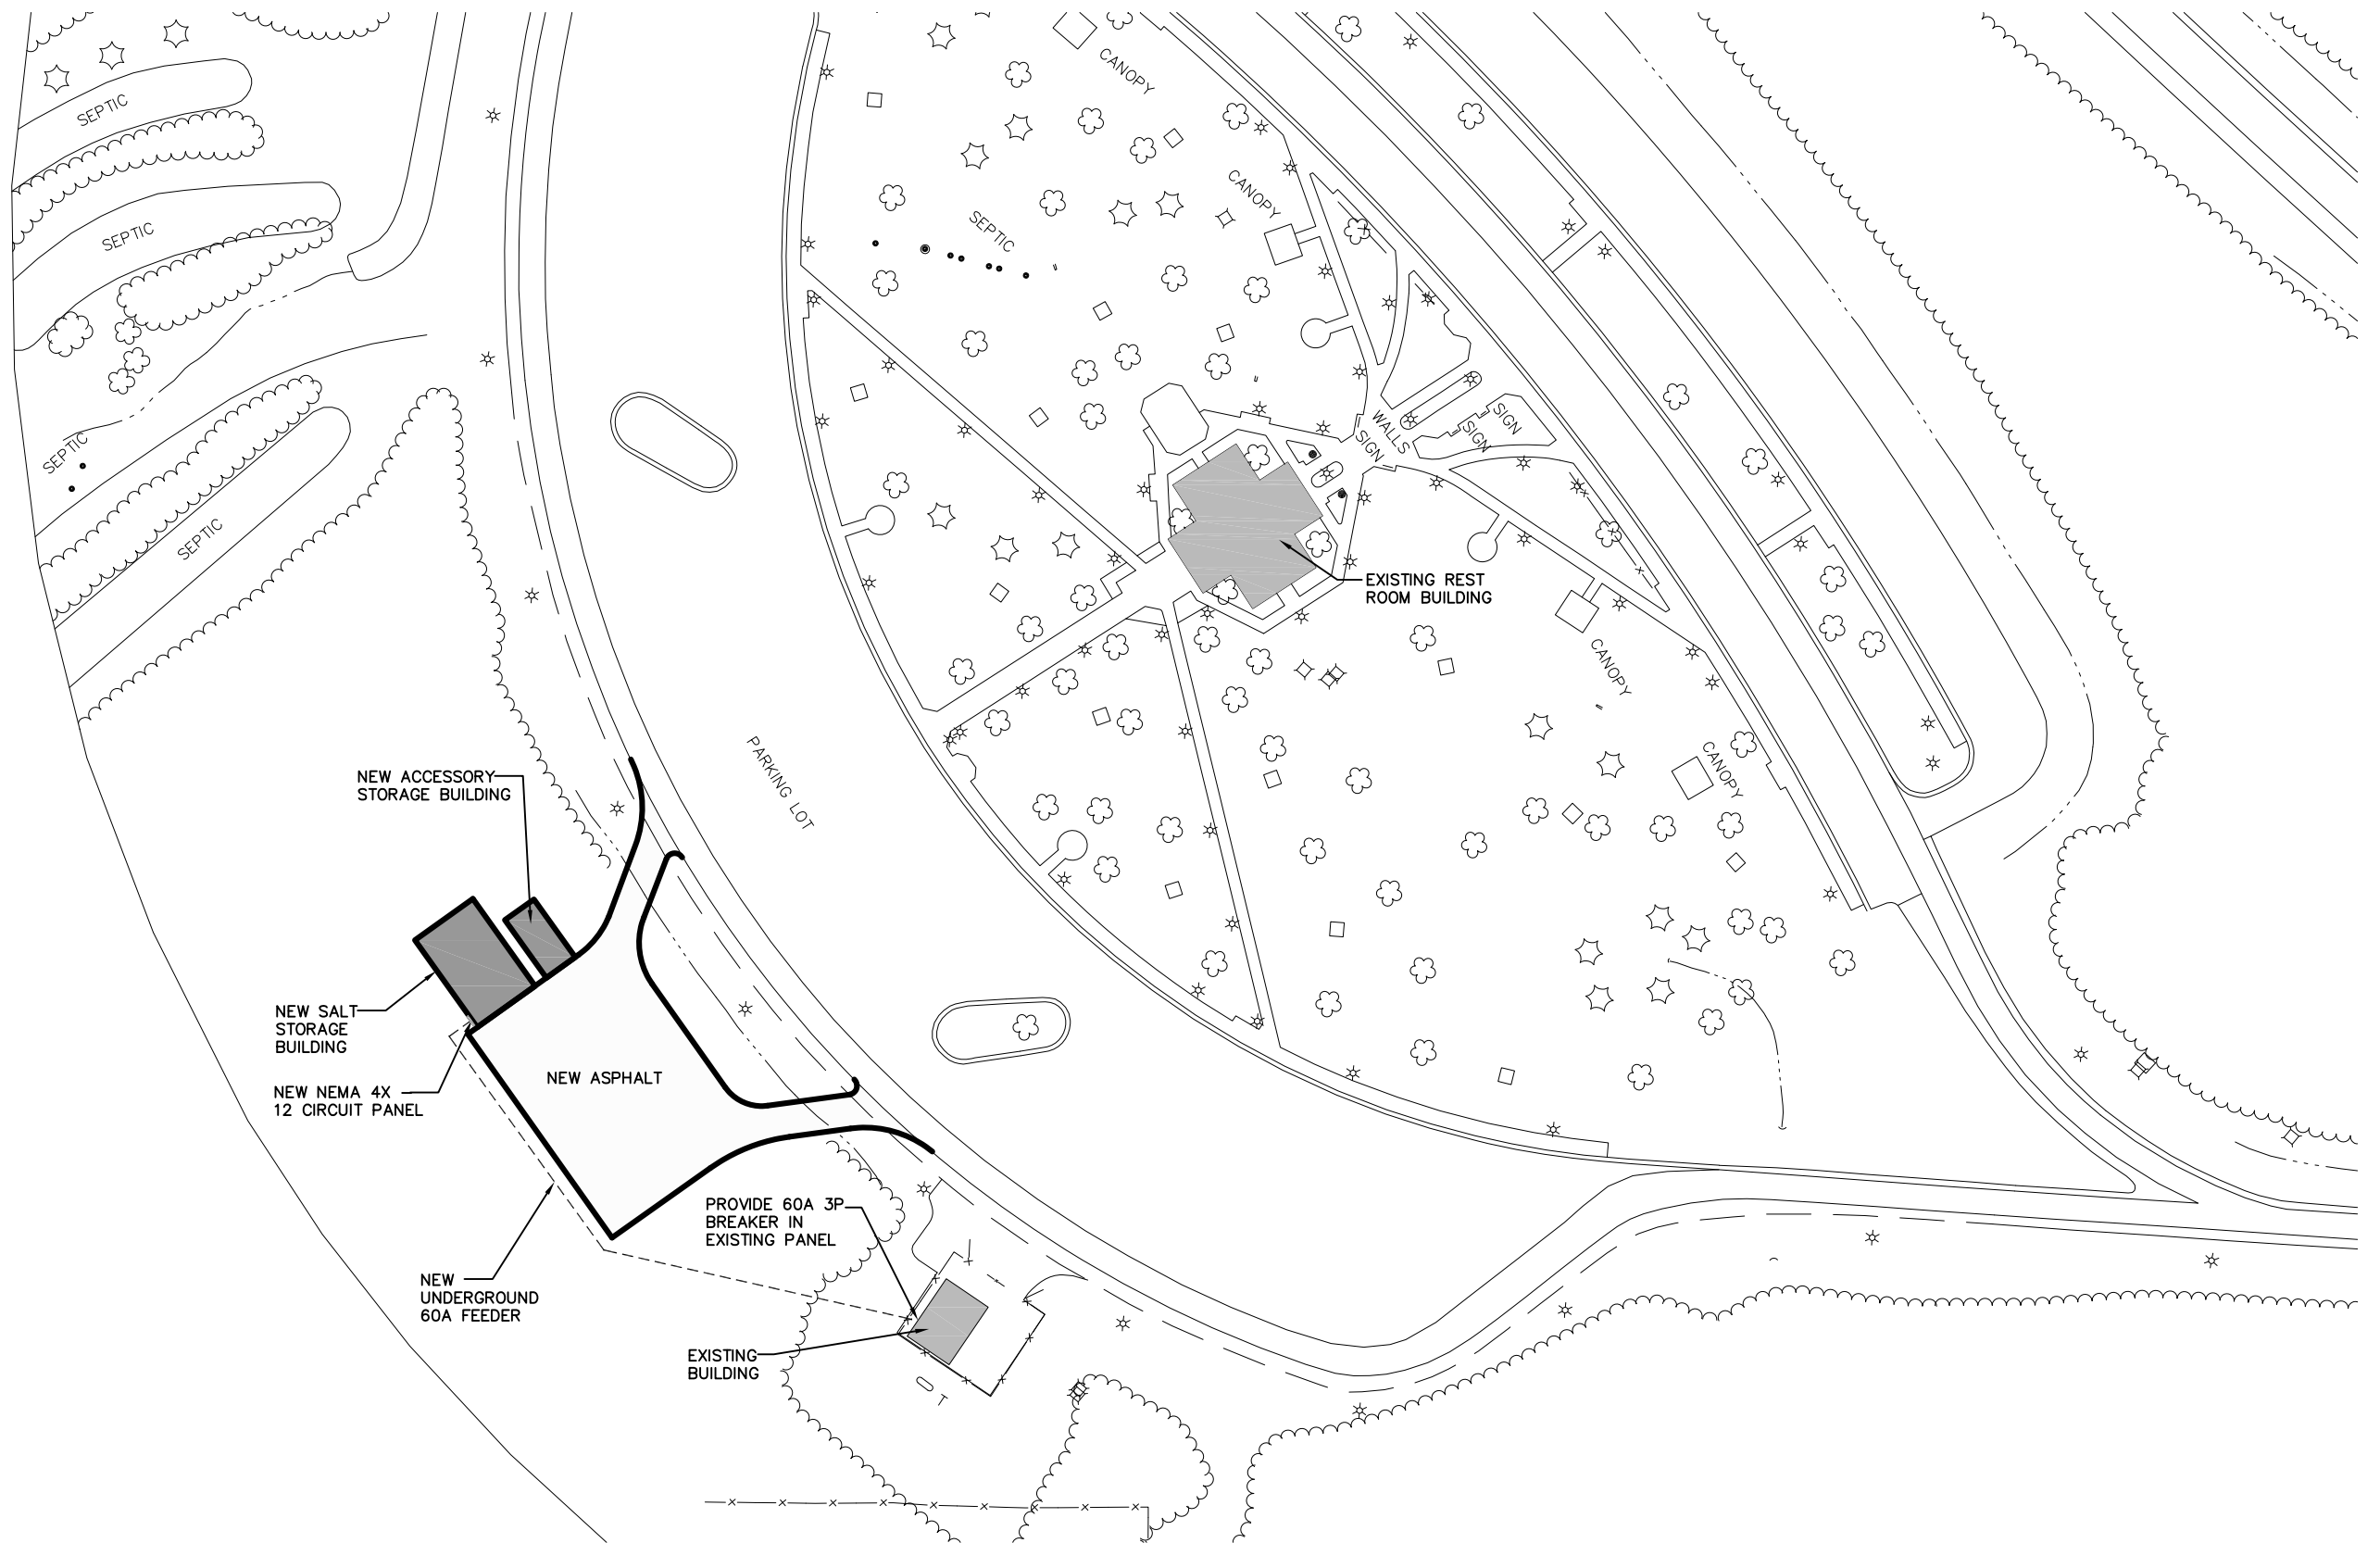 CANOPY
SEPTIC
CANOPY
SEPTIC
SEPTIC
SIGN
WALLS
SIGN
SIGN
SEPTIC
SEPTIC
EXISTING REST
ROOM BUILDING
CANOPY
PARKING LOT
CANOPY
NEW ACCESSORY
STORAGE BUILDING
NEW SALT
STORAGE
BUILDING
NEW ASPHALT
NEW NEMA 4X
12 CIRCUIT PANEL
PROVIDE 60A 3P
BREAKER IN
EXISTING PANEL
NEW
UNDERGROUND
60A FEEDER
EXISTING
BUILDING
T